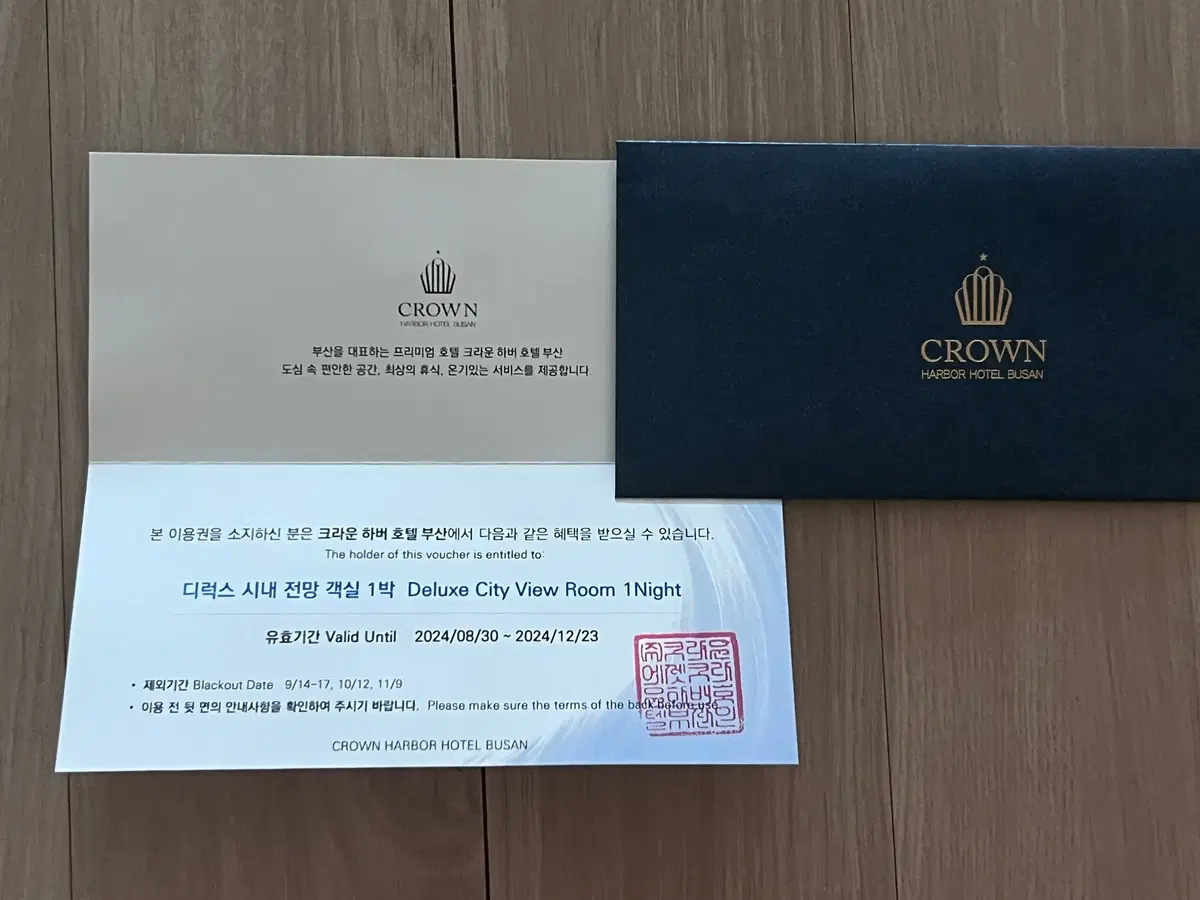 CROWN
HARBOR HOTEL BUSAN
부산을 대표하는 프리미엄 호텔 크라운 하버 호텔 부산
도심 속 편안한 공간, 최상의 휴식, 온기있는 서비스를 제공합니다.
CROWN
HARBOR HOTEL BUSAN
본 이용권을 소지하신 분은 크라운 하버 호텔 부산에서 다음과 같은 혜택을 받으실 수 있습니다.
The holder of this voucher is entitled to:
디럭스 시내 전망 객실 1박 Deluxe City View Room 1Night
유효기간 Valid Until 2024/08/30 ~ 2024/12/23
• 제외기간 Blackout Date 9/14-17, 10/12, 11/9
• 이용 전 뒷 면의 안내사항을 확인하여 주시기 바랍니다. Please make sure the terms of the back before use.
CROWN HARBOR HOTEL BUSAN